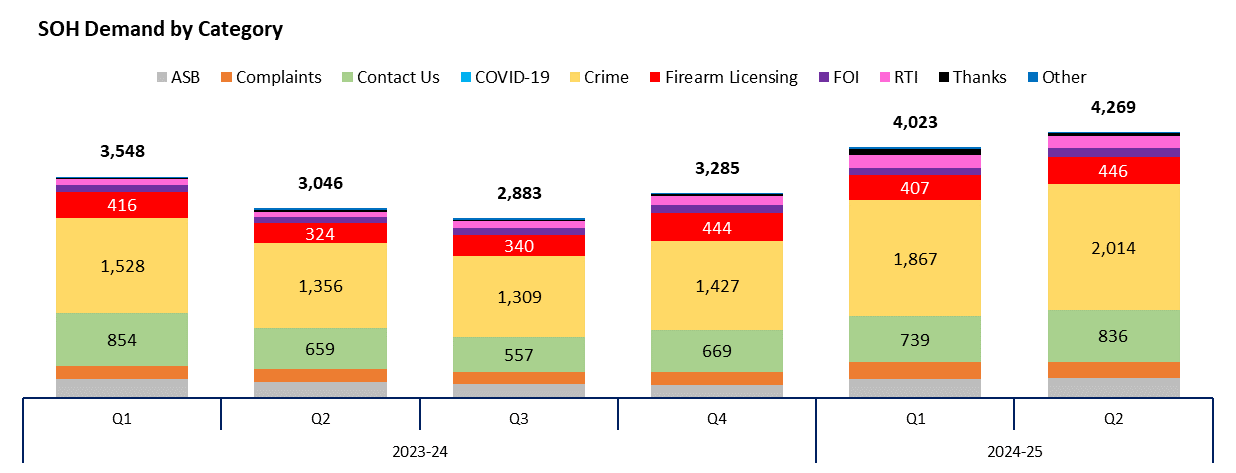 SOH Demand by Category
ASB Complaints Contact Us COVID-19 Crime Firearm Licensing FOI RTI Thanks Other
3,548 3,046 2,883 3,285 4,023 4,269
416 324 340 444 407 446
1,528 1,356 1,309 1,427 1,867 2,014
854 659 557 669 739 836
Q1 Q2 Q3 Q4 Q1 Q2
2023-24 2024-25